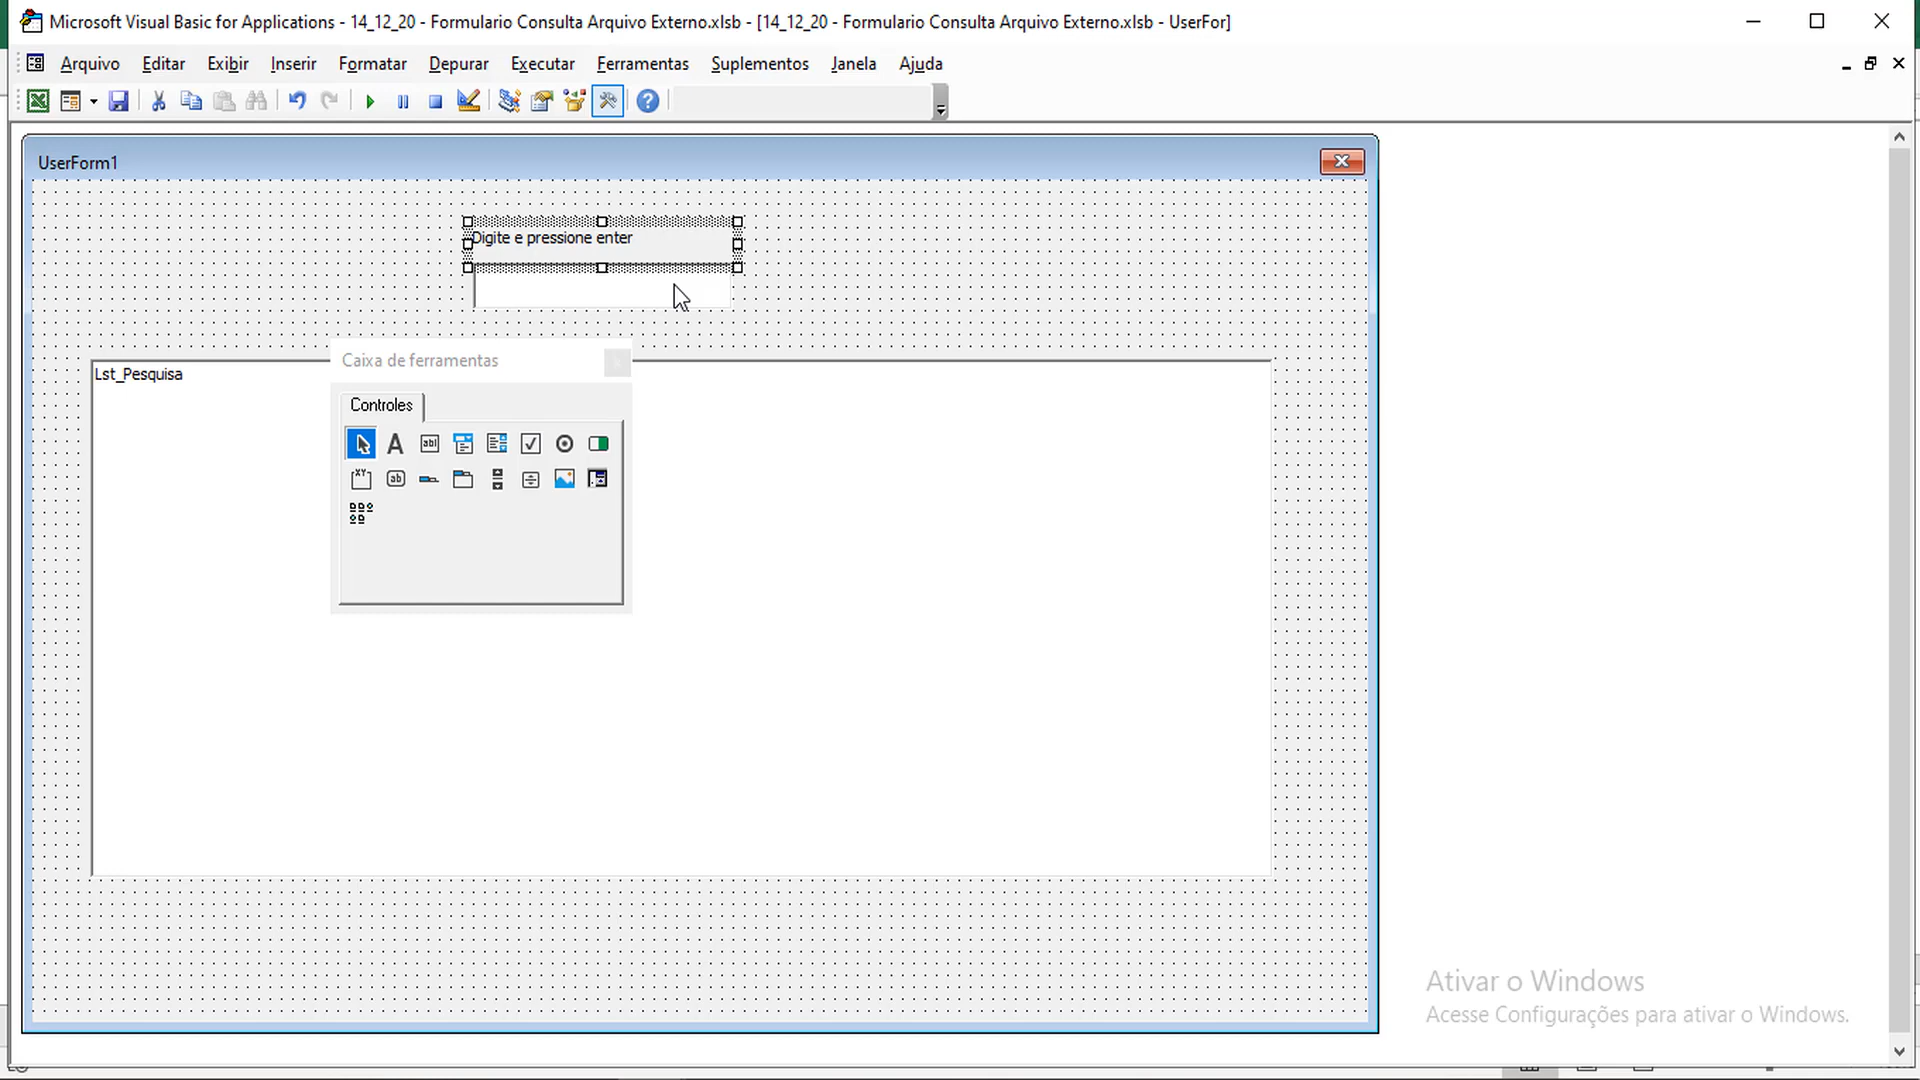 Microsoft Visual Basic for Applications - 14_12_20 - Formulario Consulta Arquivo Externo.xlsb - [14_12_20 - Formulario Consulta Arquivo Externo.xlsb - UserFor]
Arquivo Editar Exibir Inserir Formatar Depurar Executar Ferramentas Suplementos Janela Ajuda
UserForm1
Digite e pressione enter
Lst_Pesquisa
Caixa de ferramentas
Controles
Ativar o Windows
Acesse Configurações para ativar o Windows.